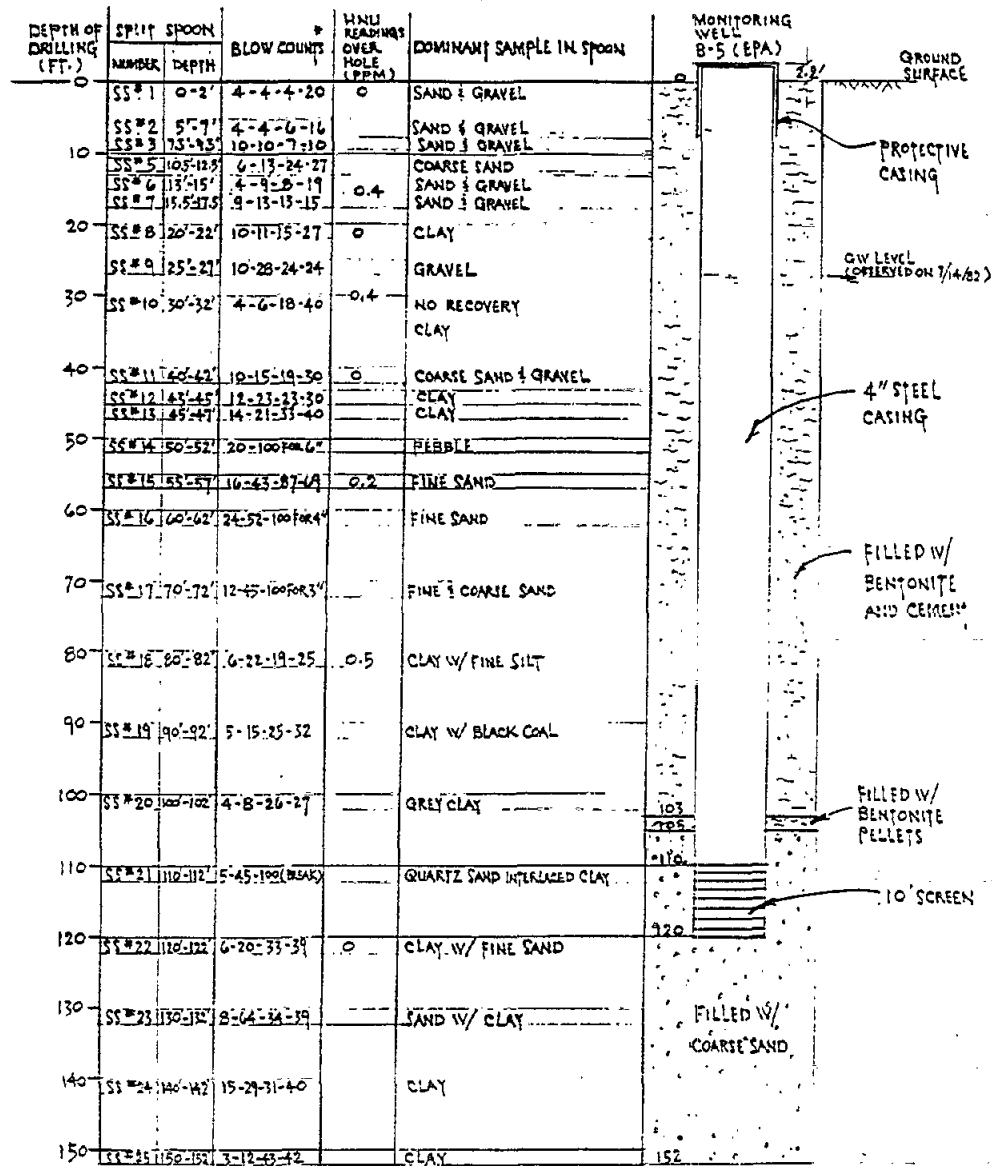 DEPTH OF DRILLING (FT.) | SPLIT SPOON NUMBER | DEPTH | BLOW COUNTS * | HNU READINGS OVER HOLE (PPM) | DOMINANT SAMPLE IN SPOON
MONITORING WELL B-5 (EPA)
2.2'
GROUND SURFACE
0 SS#1 0-2' 4-4-4-20 0 SAND & GRAVEL 0
SS#2 5'-7' 4-4-6-16 SAND & GRAVEL
SS#3 7.5'-9.5' 10-10-7-10 SAND & GRAVEL
10
SS#5 10.5-12.5' 6-13-24-27 COARSE SAND
SS#6 13'-15' 4-9-8-19 0.4 SAND & GRAVEL
SS#7 15.5'-17.5 9-13-13-15 SAND & GRAVEL
PROTECTIVE CASING
20 SS#8 20'-22' 10-11-15-27 0 CLAY
SS#9 25'-27' 10-28-24-24 GRAVEL
GW LEVEL
(OBSERVED ON 7/14/82)
30 SS#10 30'-32' 4-6-18-40 0.4 NO RECOVERY
CLAY
40 SS#11 40'-42' 10-15-19-30 0 COARSE SAND & GRAVEL
SS#12 43'-45' 12-23-23-30 CLAY
SS#13 45'-47' 14-21-33-40 CLAY
4" STEEL CASING
50 SS#14 50'-52' 20-100 FOR 6" PEBBLE
SS#15 55'-57' 16-43-87-69 0.2 FINE SAND
60 SS#16 60'-62' 24-52-100 FOR 4" FINE SAND
FILLED W/
BENTONITE
AND CEMENT
70 SS#17 70'-72' 12-45-100 FOR 3" FINE & COARSE SAND
80 SS#18 80'-82' 6-22-19-25 0.5 CLAY W/ FINE SILT
90 SS#19 90'-92' 5-15-25-32 CLAY W/ BLACK COAL
100 SS#20 100'-102' 4-8-26-27 GREY CLAY
103
105
FILLED W/
BENTONITE
PELLETS
110 SS#21 110'-112' 5-45-100 (BREAK) QUARTZ SAND INTERLACED CLAY 110
10' SCREEN
920
120 SS#22 120'-122' 6-20-33-39 0 CLAY W/ FINE SAND
130 SS#23 130'-132' 8-64-34-39 SAND W/ CLAY
FILLED W/
COARSE SAND
140 SS#24 140'-142' 15-29-31-40 CLAY
150 SS#25 150'-152' 3-12-43-42 CLAY 152